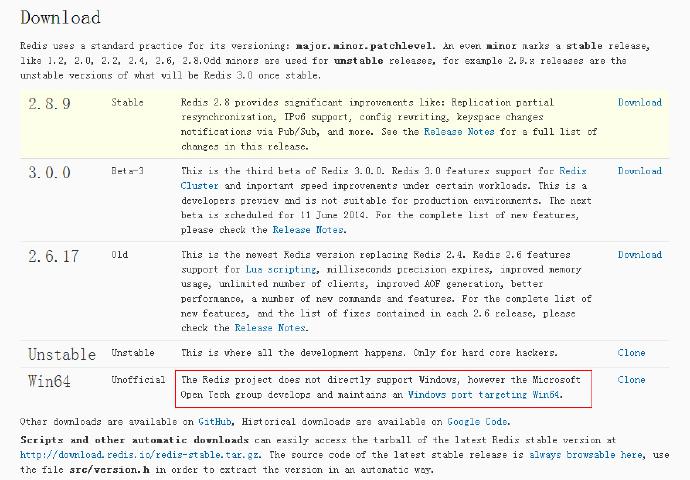 Download
Redis uses a standard practice for its versioning: major.minor.patchlevel. An even minor marks a stable release,
like 1.2, 2.0, 2.2, 2.4, 2.6, 2.8.Odd minors are used for unstable releases, for example 2.9.x releases are the
unstable versions of what will be Redis 3.0 once stable.
2.8.9 Stable Redis 2.8 provides significant improvements like: Replication partial Download
resynchronization, IPv6 support, config rewriting, keyspace changes
notifications via Pub/Sub, and more. See the Release Notes for a full list of
changes in this release.
3.0.0 Beta-3 This is the third beta of Redis 3.0.0. Redis 3.0 features support for Redis Download
Cluster and important speed improvements under certain workloads. This is a
developers preview and is not suitable for production environments. The next
beta is scheduled for 11 June 2014. For the complete list of new features,
please check the Release Notes.
2.6.17 Old This is the newest Redis version replacing Redis 2.4. Redis 2.6 features Download
support for Lua scripting, milliseconds precision expires, improved memory
usage, unlimited number of clients, improved AOF generation, better
performance, a number of new commands and features. For the complete list of
new features, and the list of fixes contained in each 2.6 release, please
check the Release Notes.
Unstable Unstable This is where all the development happens. Only for hard core hackers. Clone
Win64 Unofficial The Redis project does not directly support Windows, however the Microsoft Clone
Open Tech group develops and maintains an Windows port targeting Win64.
Other downloads are available on GitHub, Historical downloads are available on Google Code.
Scripts and other automatic downloads can easily access the tarball of the latest Redis stable version at
http://download.redis.io/redis-stable.tar.gz. The source code of the latest stable release is always browsable here, use
the file src/version.h in order to extract the version in an automatic way.